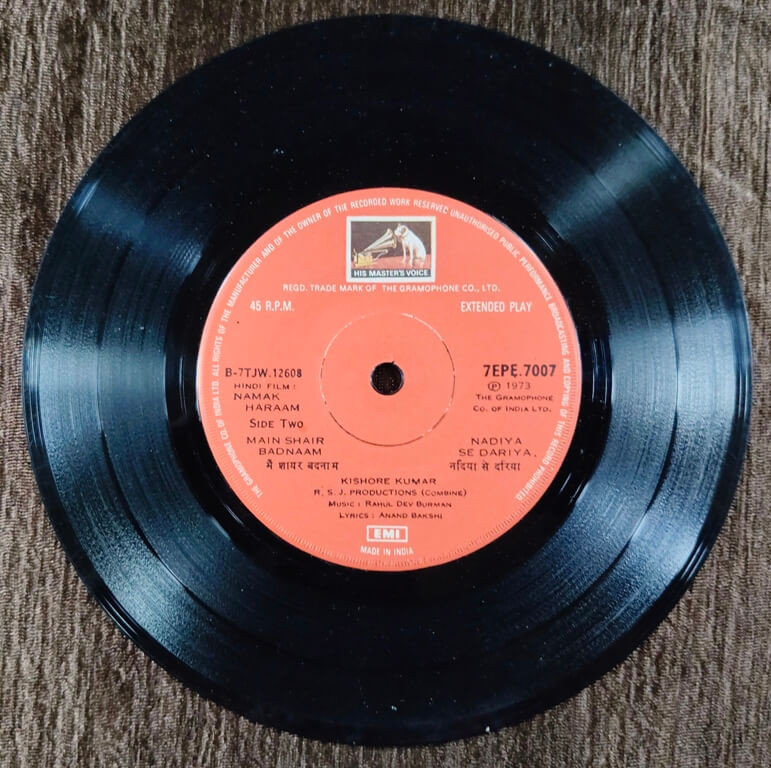 THE GRAMOPHONE CO. OF INDIA LTD. ALL RIGHTS OF THE MANUFACTURER AND OF THE OWNER OF THE RECORDED WORK RESERVED UNAUTHORISED PUBLIC PERFORMANCE BROADCASTING AND COPYING OF THIS RECORD PROHIBITED
HIS MASTER'S VOICE
REGD. TRADE MARK OF THE GRAMOPHONE CO., LTD.
45 R.P.M.
EXTENDED PLAY
B-7TJW.12608
7EPE.7007
HINDI FILM :
Ⓟ 1973
NAMAK
THE GRAMOPHONE
HARAAM
CO. OF INDIA LTD.
SIDE TWO
MAIN SHAIR
NADIYA
BADNAAM
SE DARIYA.
मैं शायर बदनाम
नदिया से दरिया
KISHORE KUMAR
R. S. J. PRODUCTIONS (COMBINE)
MUSIC : RAHUL DEV BURMAN
LYRICS : ANAND BAKSHI
EMI
MADE IN INDIA